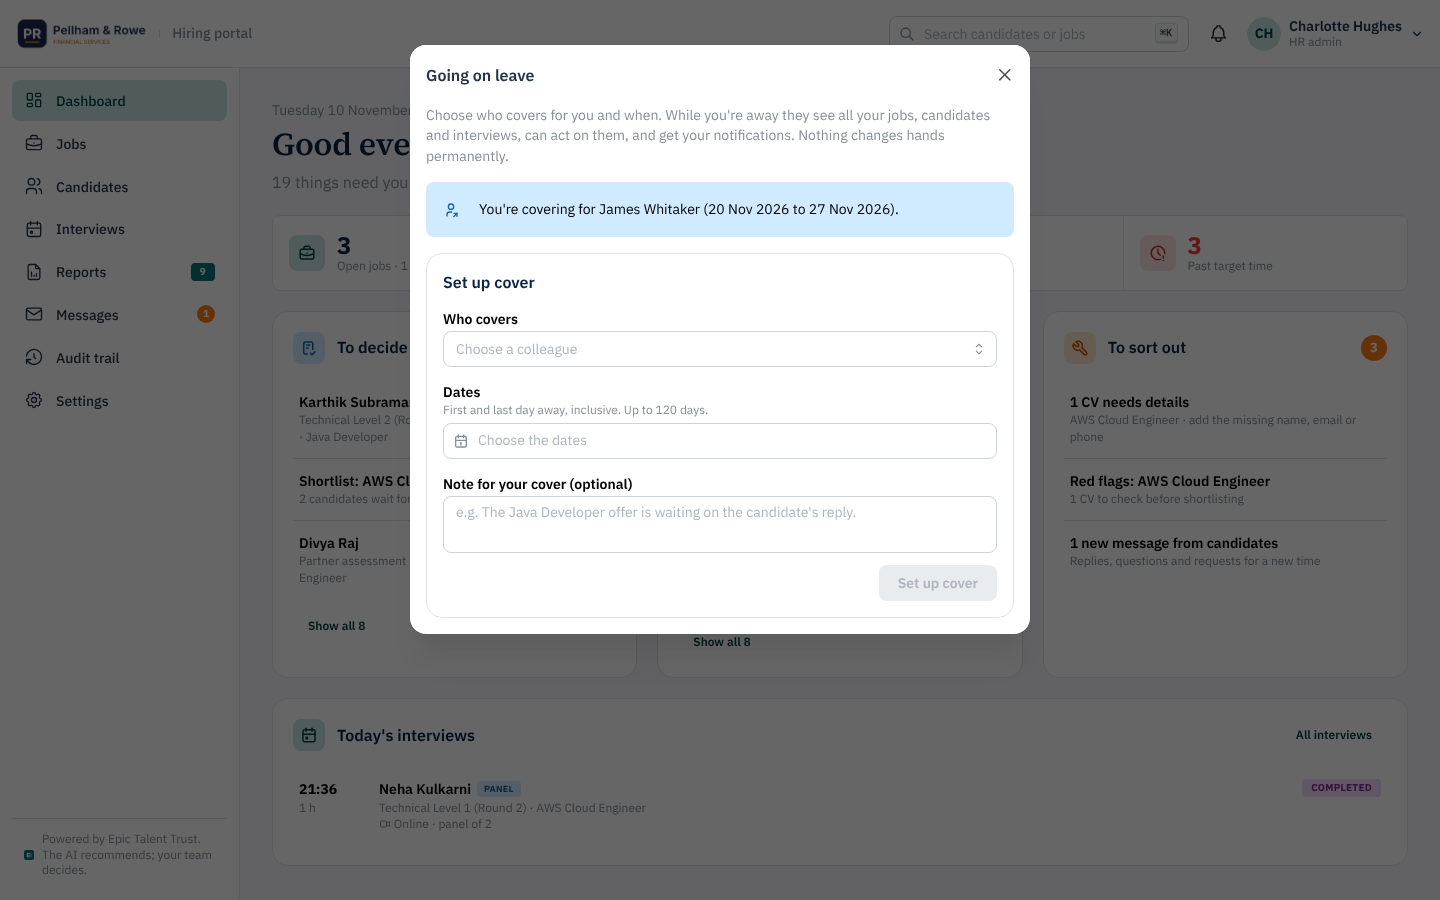 PR Pellham & Rowe
FINANCIAL SERVICES
Hiring portal
Search candidates or jobs
⌘K
CH
Charlotte Hughes
HR admin
Dashboard
Jobs
Candidates
Interviews
Reports 9
Messages 1
Audit trail
Settings
Powered by Epic Talent Trust.
The AI recommends; your team
decides.
Tuesday 10 November
Good eve
19 things need you
3
Open jobs · 1
3
Past target time
To decide
Karthik Subrama
Technical Level 2 (Ro
· Java Developer
Shortlist: AWS Cl
2 candidates wait for
Divya Raj
Partner assessment
Engineer
Show all 8
Show all 8
To sort out
3
1 CV needs details
AWS Cloud Engineer · add the missing name, email or
phone
Red flags: AWS Cloud Engineer
1 CV to check before shortlisting
1 new message from candidates
Replies, questions and requests for a new time
Today's interviews
All interviews
21:36
1 h
Neha Kulkarni PANEL
Technical Level 1 (Round 2) · AWS Cloud Engineer
Online · panel of 2
COMPLETED
Going on leave
Choose who covers for you and when. While you're away they see all your jobs, candidates
and interviews, can act on them, and get your notifications. Nothing changes hands
permanently.
You're covering for James Whitaker (20 Nov 2026 to 27 Nov 2026).
Set up cover
Who covers
Choose a colleague
Dates
First and last day away, inclusive. Up to 120 days.
Choose the dates
Note for your cover (optional)
e.g. The Java Developer offer is waiting on the candidate's reply.
Set up cover